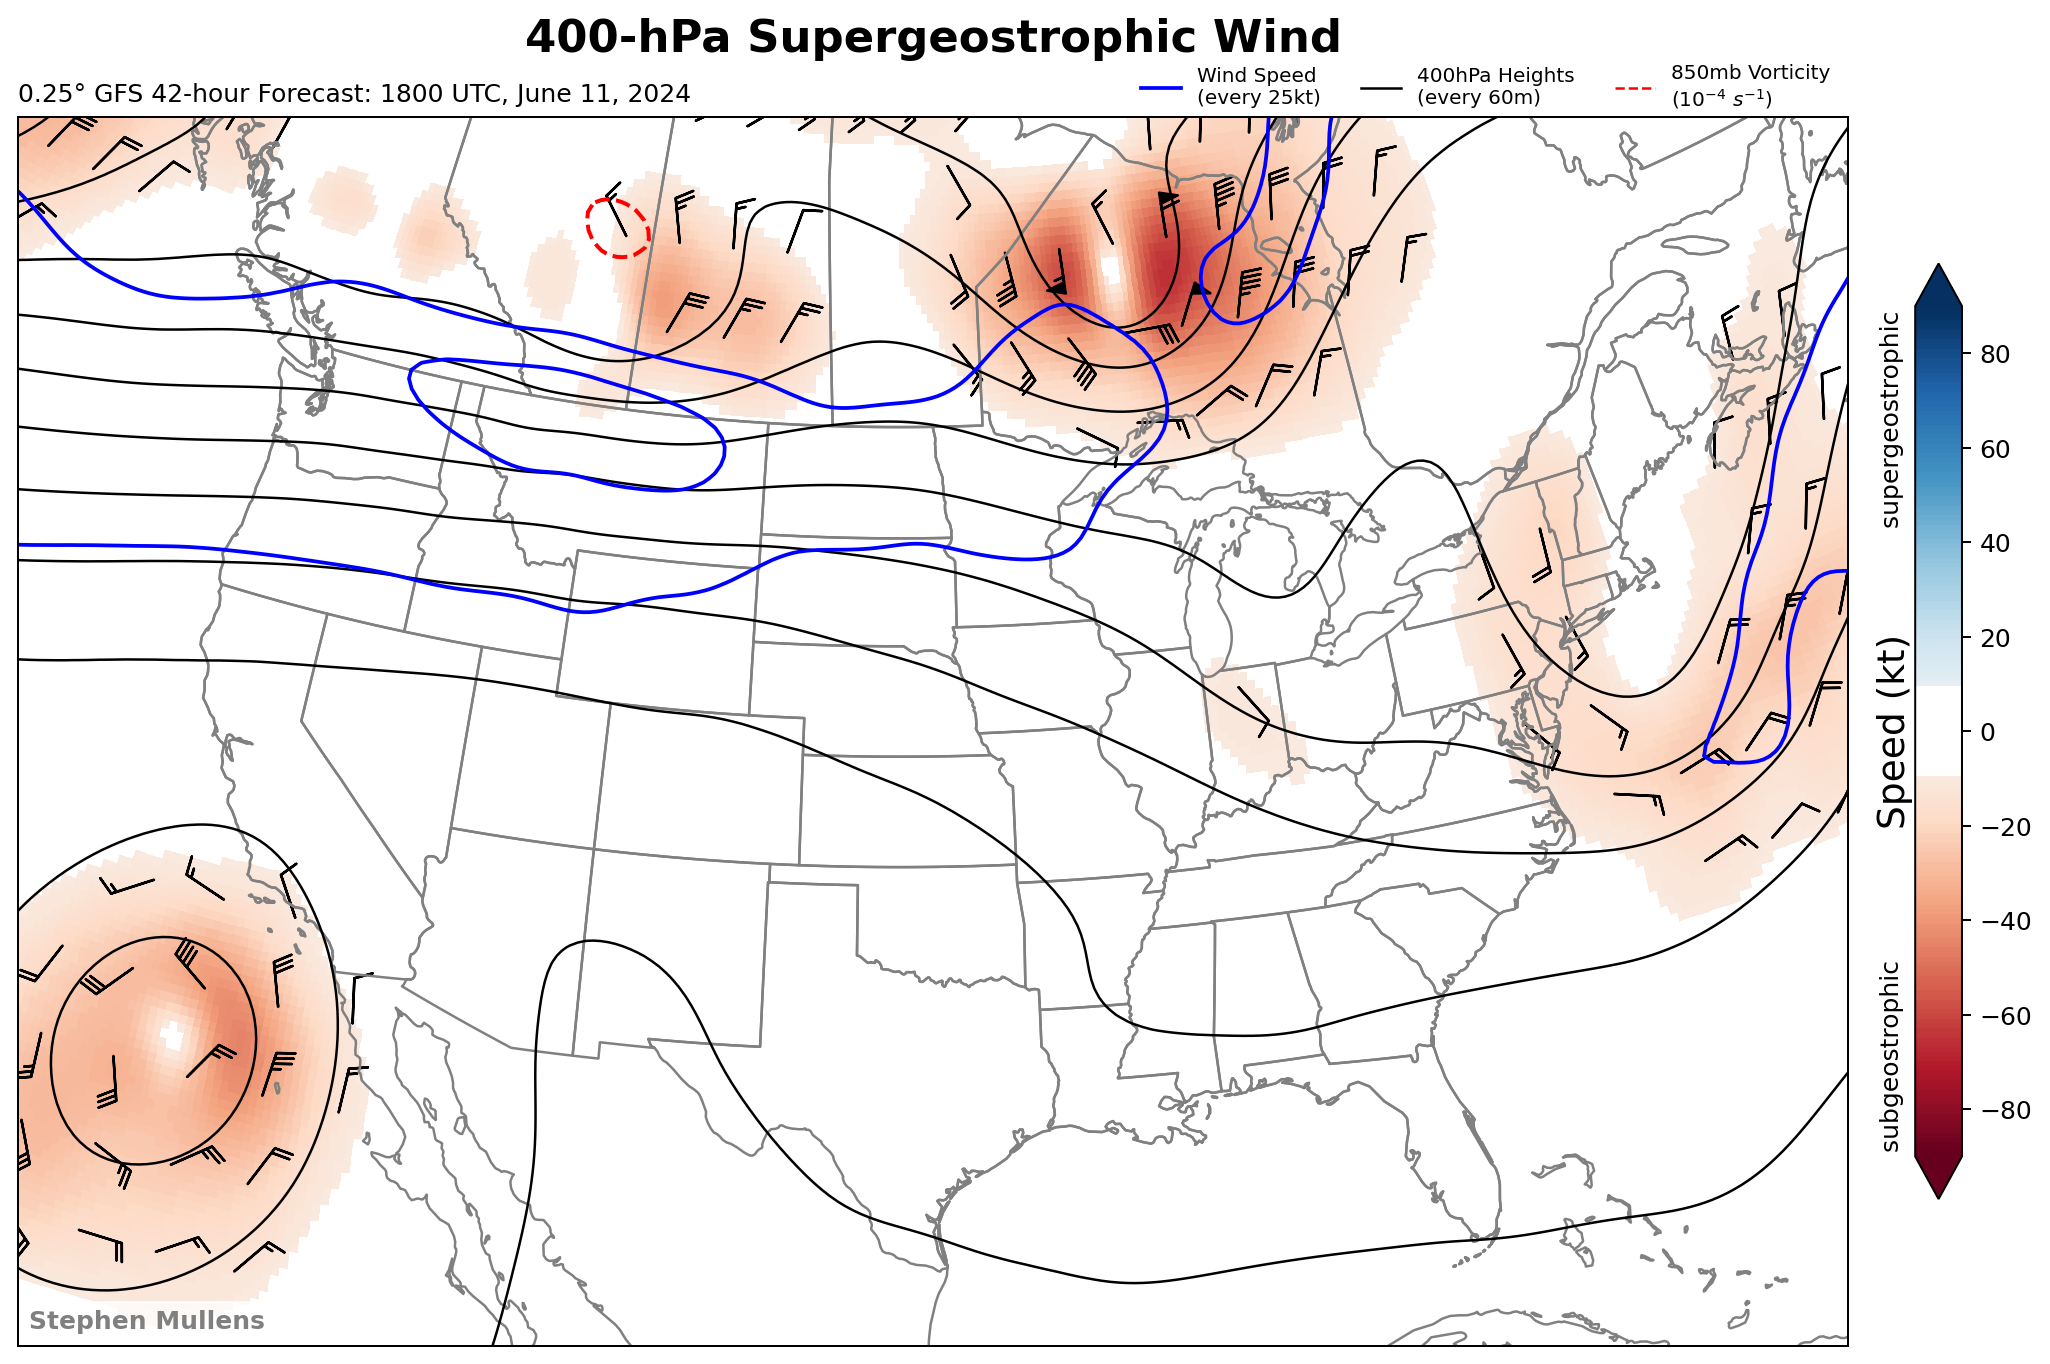 400-hPa Supergeostrophic Wind
0.25° GFS 42-hour Forecast: 1800 UTC, June 11, 2024
Wind Speed
(every 25kt)
400hPa Heights
(every 60m)
850mb Vorticity
(10⁻⁴ s⁻¹)
supergeostrophic
Speed (kt)
subgeostrophic
80
60
40
20
0
−20
−40
−60
−80
Stephen Mullens